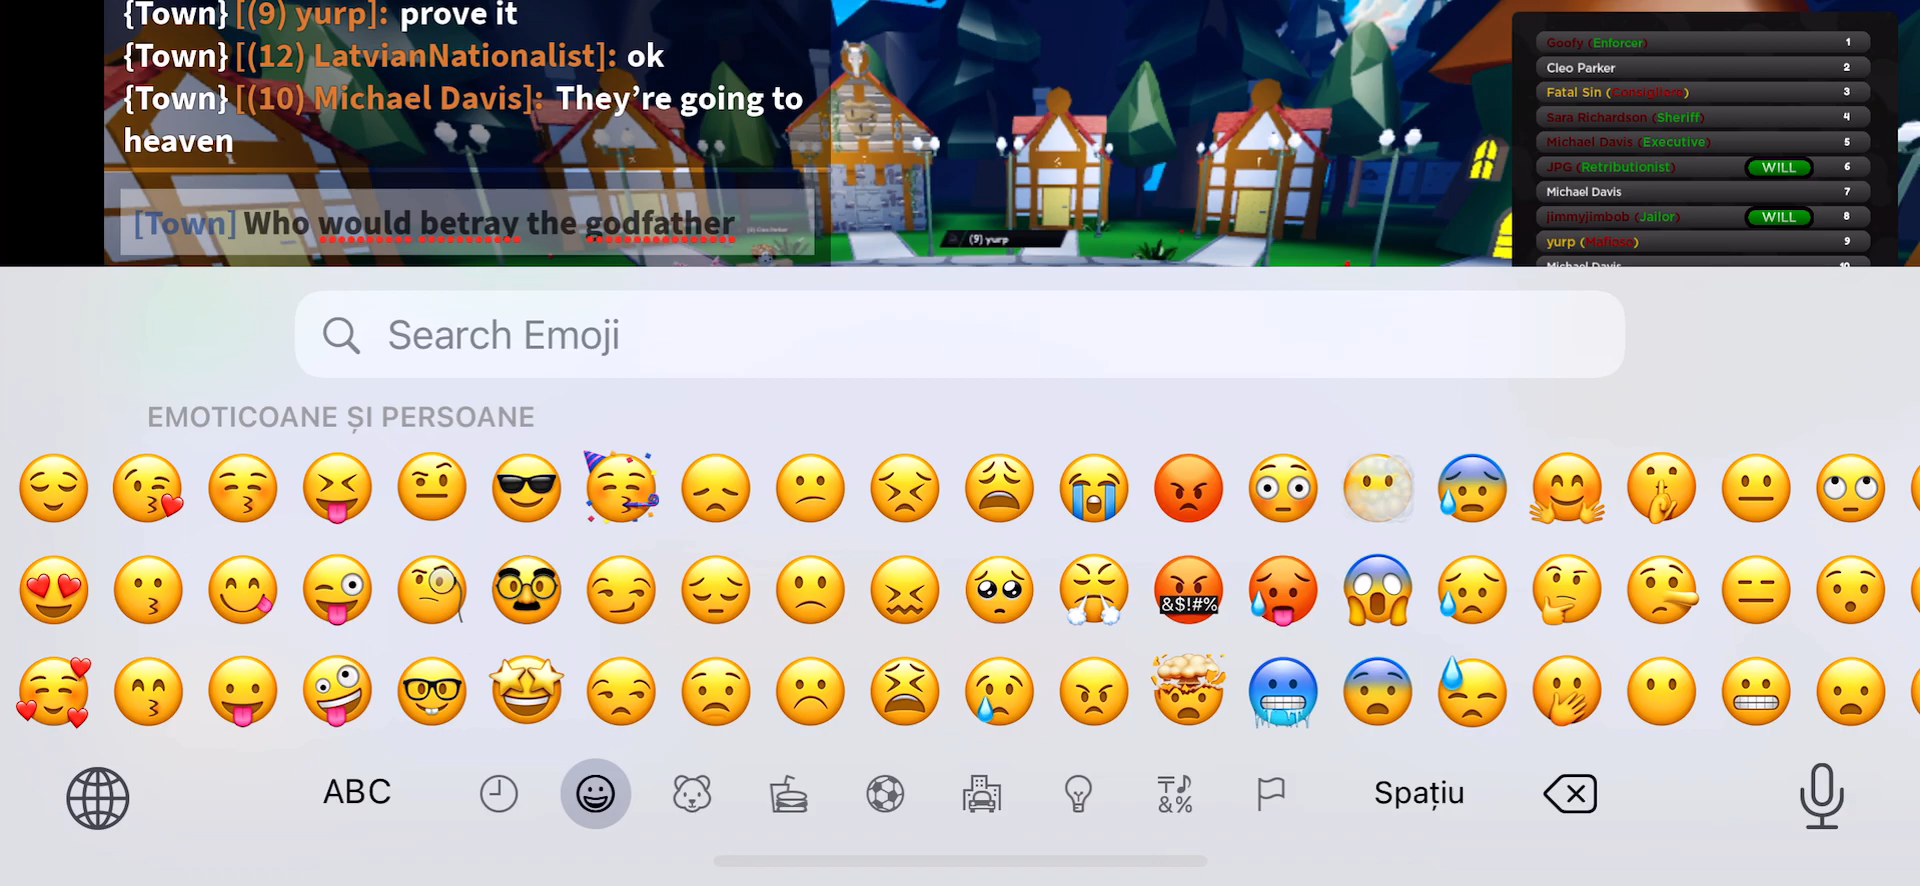 {Town} [(9) yurp]: prove it
{Town} [(12) LatvianNationalist]: ok
{Town} [(10) Michael Davis]: They’re going to
heaven
[Town] Who would betray the godfather
(9) yurp
Goofy (Enforcer) 1
Cleo Parker 2
Fatal Sin (Consigliere) 3
Sara Richardson (Sheriff) 4
Michael Davis (Executive) 5
JPG (Retributionist) WILL 6
Michael Davis 7
jimmyjimbob (Jailor) WILL 8
yurp (Mafioso) 9
Michael Davis 10
Search Emoji
EMOTICOANE ȘI PERSOANE
&$!#%
ABC
&%
Spațiu